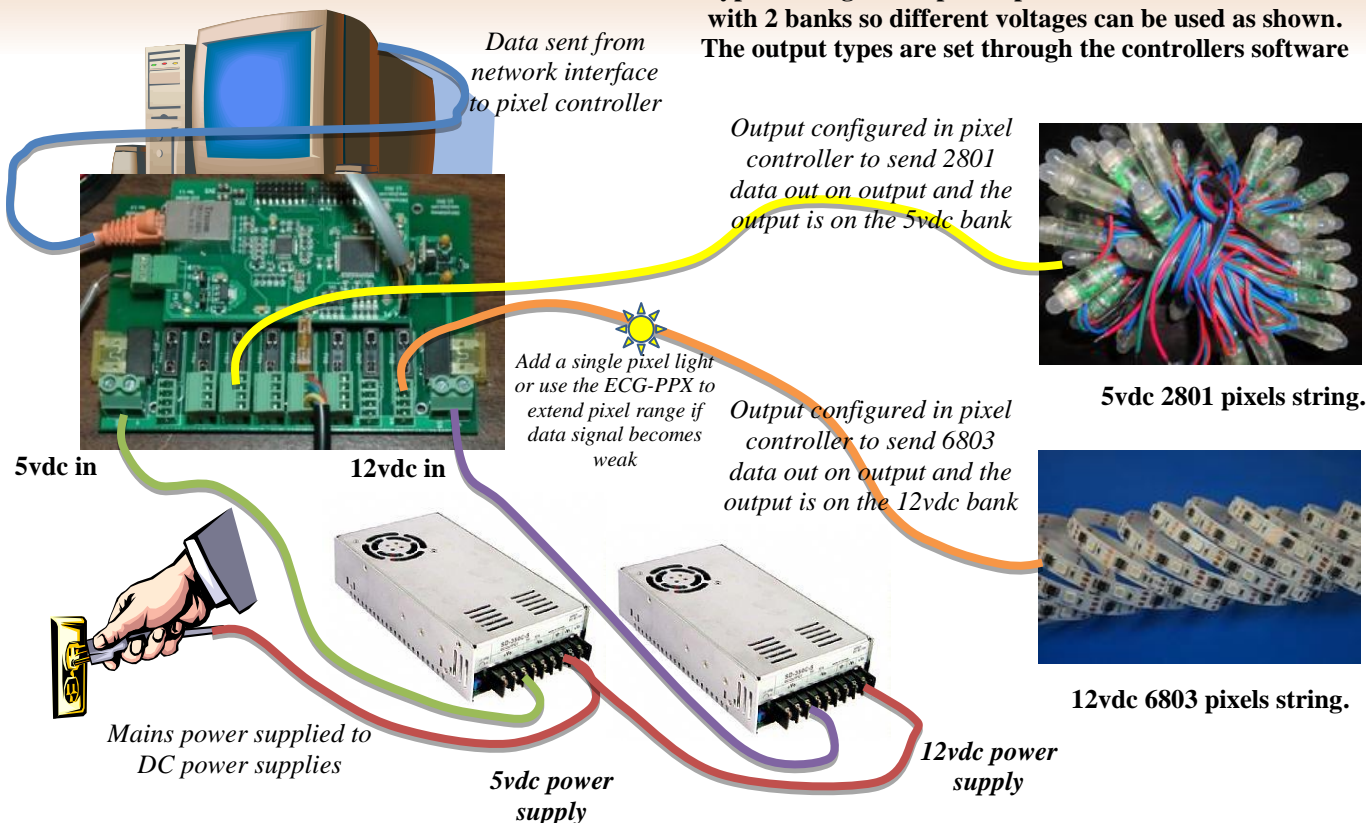 with 2 banks so different voltages can be used as shown.
The output types are set through the controllers software
Data sent from
network interface
to pixel controller
Output configured in pixel
controller to send 2801
data out on output and the
output is on the 5vdc bank
5vdc 2801 pixels string.
Add a single pixel light
or use the ECG-PPX to
extend pixel range if
data signal becomes
weak
Output configured in pixel
controller to send 6803
data out on output and the
output is on the 12vdc bank
5vdc in
12vdc in
12vdc 6803 pixels string.
Mains power supplied to
DC power supplies
5vdc power
supply
12vdc power
supply